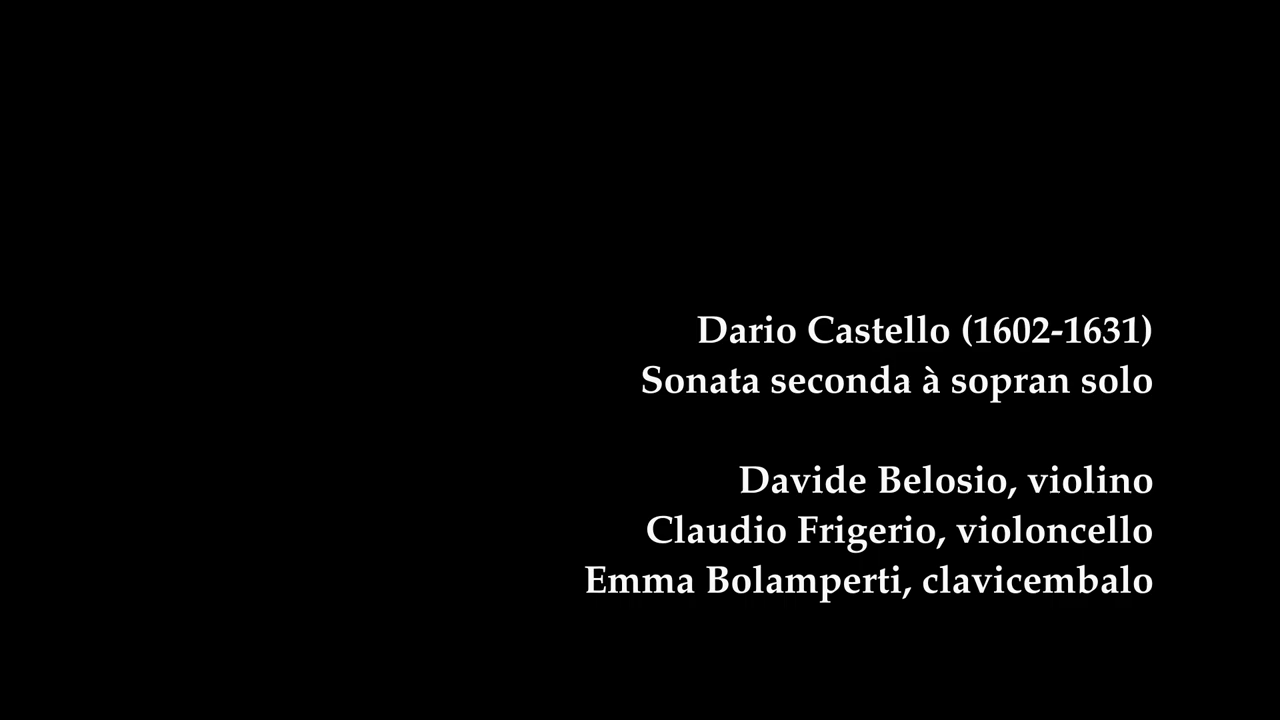 Dario Castello (1602-1631)
Sonata seconda à sopran solo
Davide Belosio, violino
Claudio Frigerio, violoncello
Emma Bolamperti, clavicembalo